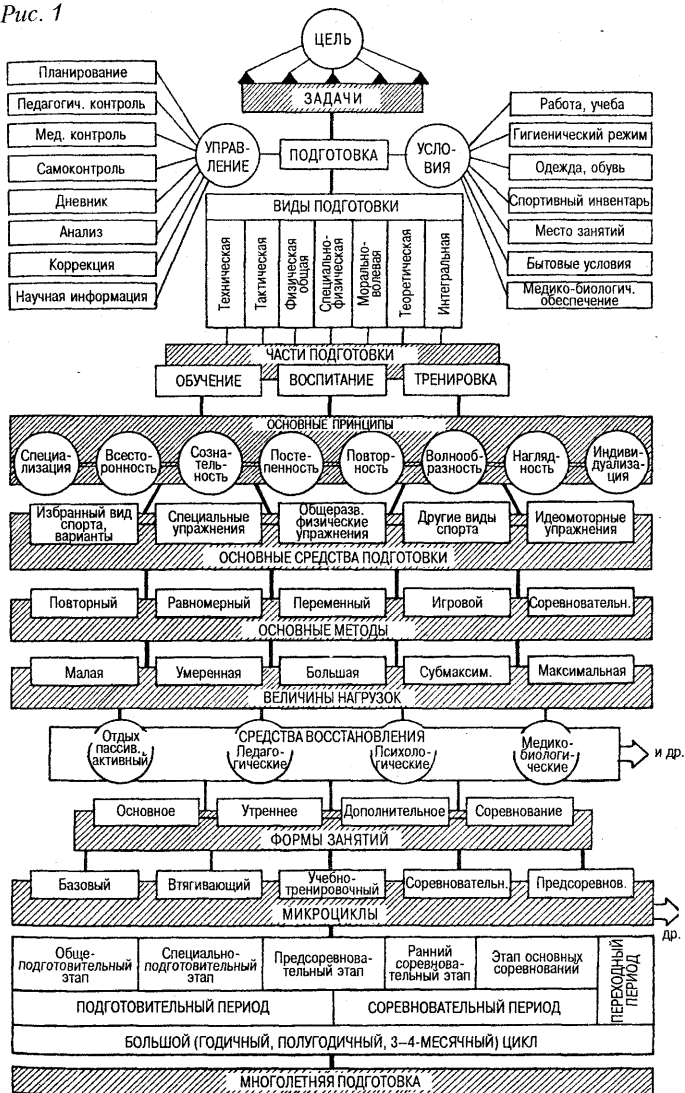 Рис. 1
ЦЕЛЬ
ЗАДАЧИ
Планирование
Педагогич. контроль
Мед. контроль
Самоконтроль
Дневник
Анализ
Коррекция
Научная информация
УПРАВ-
ЛЕНИЕ
ПОДГОТОВКА
УСЛО-
ВИЯ
Работа, учеба
Гигиенический режим
Одежда, обувь
Спортивный инвентарь
Место занятий
Бытовые условия
Медико-биологич.
обеспечение
ВИДЫ ПОДГОТОВКИ
Техническая
Тактическая
Физическая
общая
Специально-
физическая
Морально-
волевая
Теоретическая
Интегральная
ЧАСТИ ПОДГОТОВКИ
ОБУЧЕНИЕ
ВОСПИТАНИЕ
ТРЕНИРОВКА
ОСНОВНЫЕ ПРИНЦИПЫ
Специа-
лизация
Всесто-
ронность
Созна-
тель-
ность
Посте-
пенность
Повтор-
ность
Волнооб-
разность
Нагляд-
ность
Индиви-
дуализа-
ция
Избранный вид
спорта,
варианты
Специальные
упражнения
Общеразв.
физические
упражнения
Другие виды
спорта
Идеомоторные
упражнения
ОСНОВНЫЕ СРЕДСТВА ПОДГОТОВКИ
Повторный
Равномерный
Переменный
Игровой
Соревновательн.
ОСНОВНЫЕ МЕТОДЫ
Малая
Умеренная
Большая
Субмаксим.
Максимальная
ВЕЛИЧИНЫ НАГРУЗОК
СРЕДСТВА ВОССТАНОВЛЕНИЯ
Отдых
пассив.
активный
Педаго-
гические
Психоло-
гические
Медико-
биологи-
ческие
и др.
Основное
Утреннее
Дополнительное
Соревнование
ФОРМЫ ЗАНЯТИЙ
Базовый
Втягивающий
Учебно-
тренировочный
Соревновательн.
Предсоревнов.
МИКРОЦИКЛЫ
др.
Обще-
подготовительный
этап
Специально-
подготовительный
этап
Предсоревнова-
тельный этап
Ранний
соревнова-
тельный этап
Этап основных
соревнований
ПЕРЕХОДНЫЙ
ПЕРИОД
ПОДГОТОВИТЕЛЬНЫЙ ПЕРИОД
СОРЕВНОВАТЕЛЬНЫЙ ПЕРИОД
БОЛЬШОЙ (ГОДИЧНЫЙ, ПОЛУГОДИЧНЫЙ, 3–4-МЕСЯЧНЫЙ) ЦИКЛ
МНОГОЛЕТНЯЯ ПОДГОТОВКА